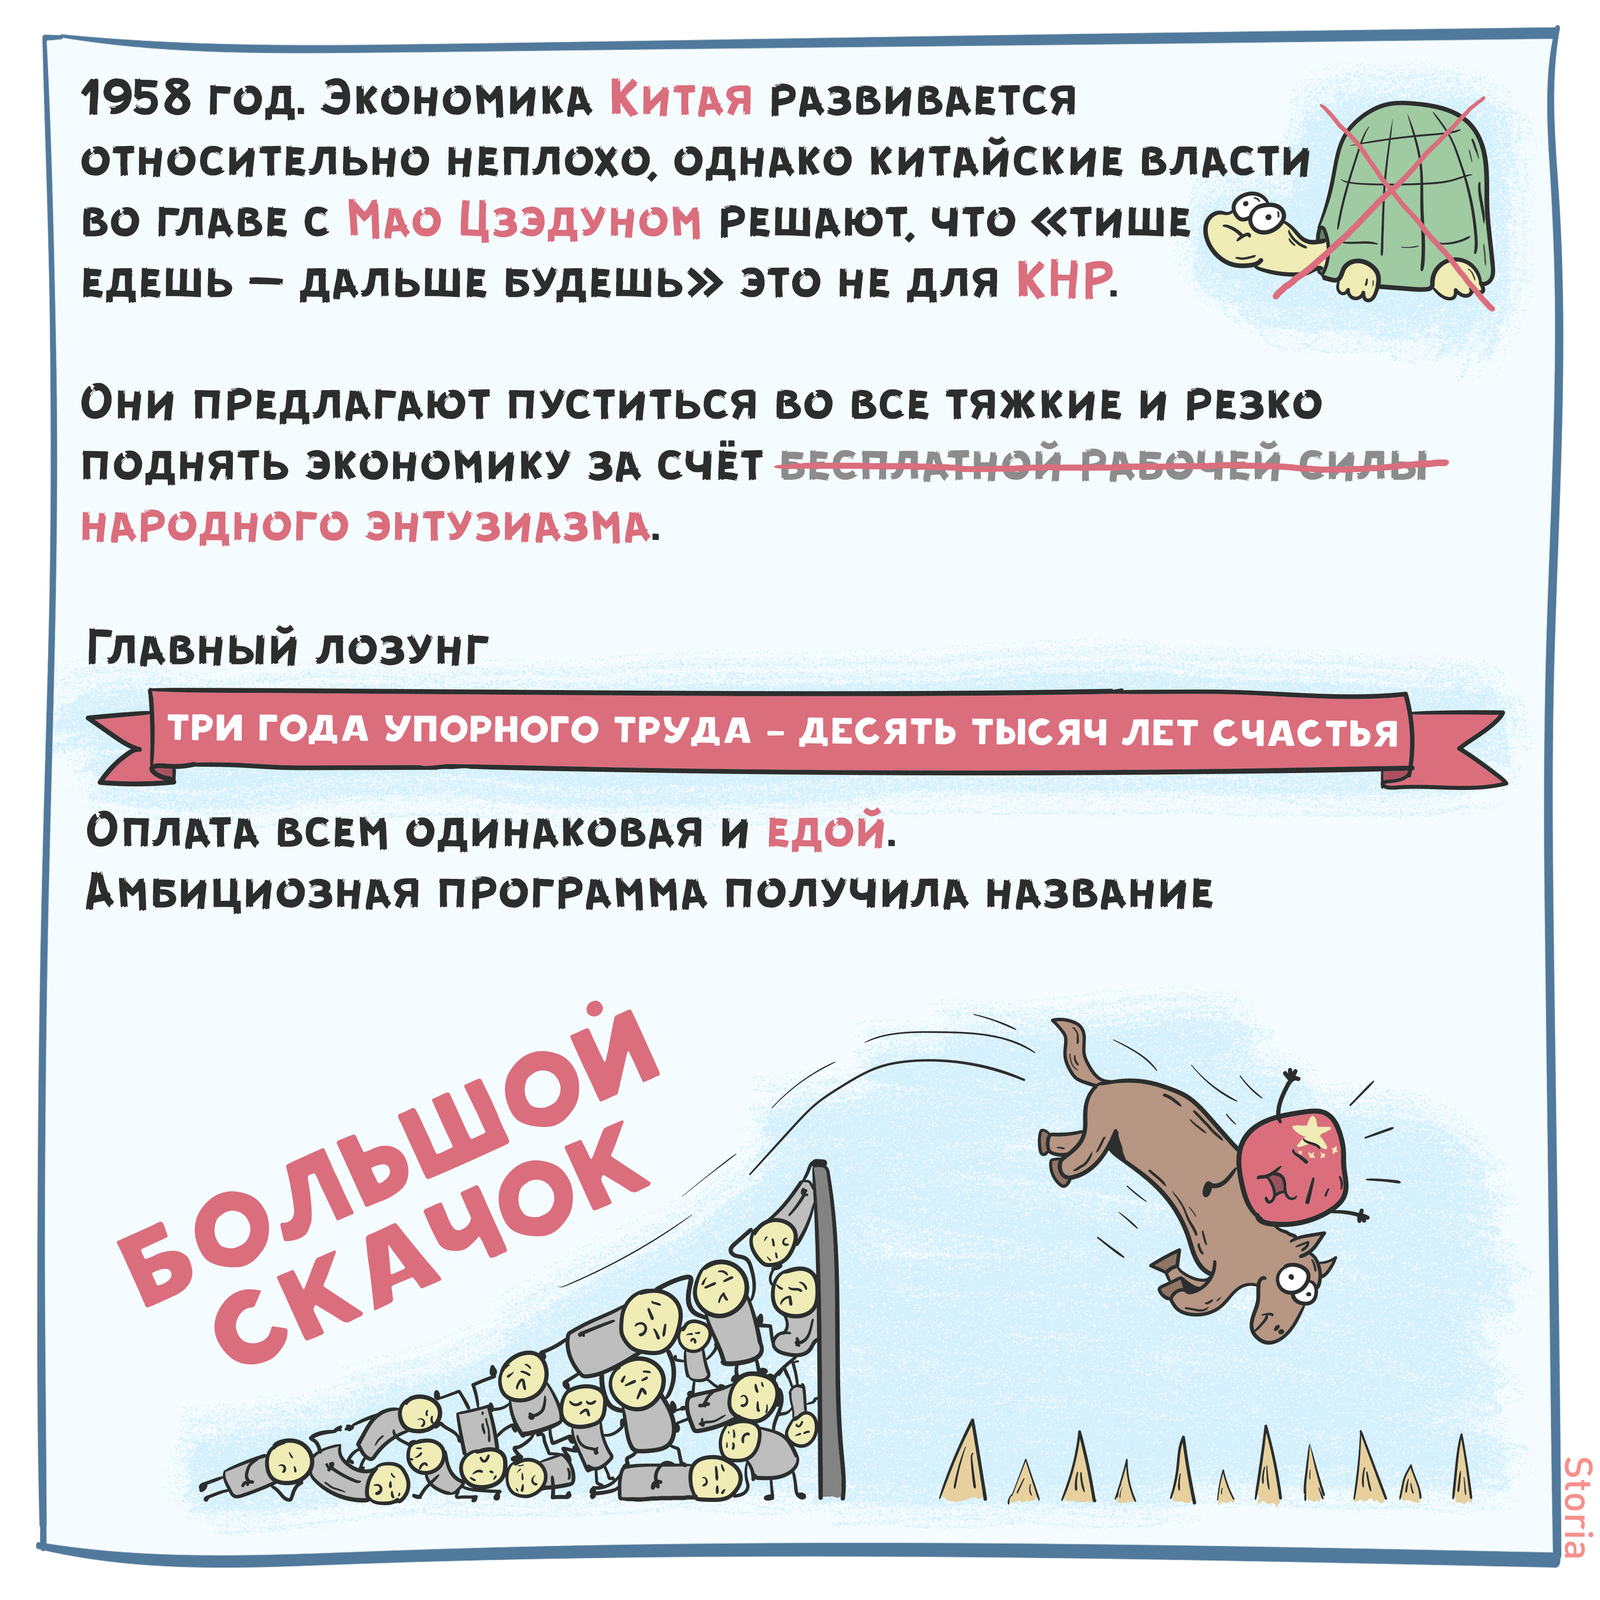 1958 год. Экономика Китая развивается
относительно неплохо, однако китайские власти
во главе с Мао Цзэдуном решают, что «тише
едешь — дальше будешь» это не для КНР.
Они предлагают пуститься во все тяжкие и резко
поднять экономику за счёт бесплатной рабочей силы
народного энтузиазма.
Главный лозунг
ТРИ ГОДА УПОРНОГО ТРУДА – ДЕСЯТЬ ТЫСЯЧ ЛЕТ СЧАСТЬЯ
Оплата всем одинаковая и едой.
Амбициозная программа получила название
БОЛЬШОЙ
СКАЧОК
Storia